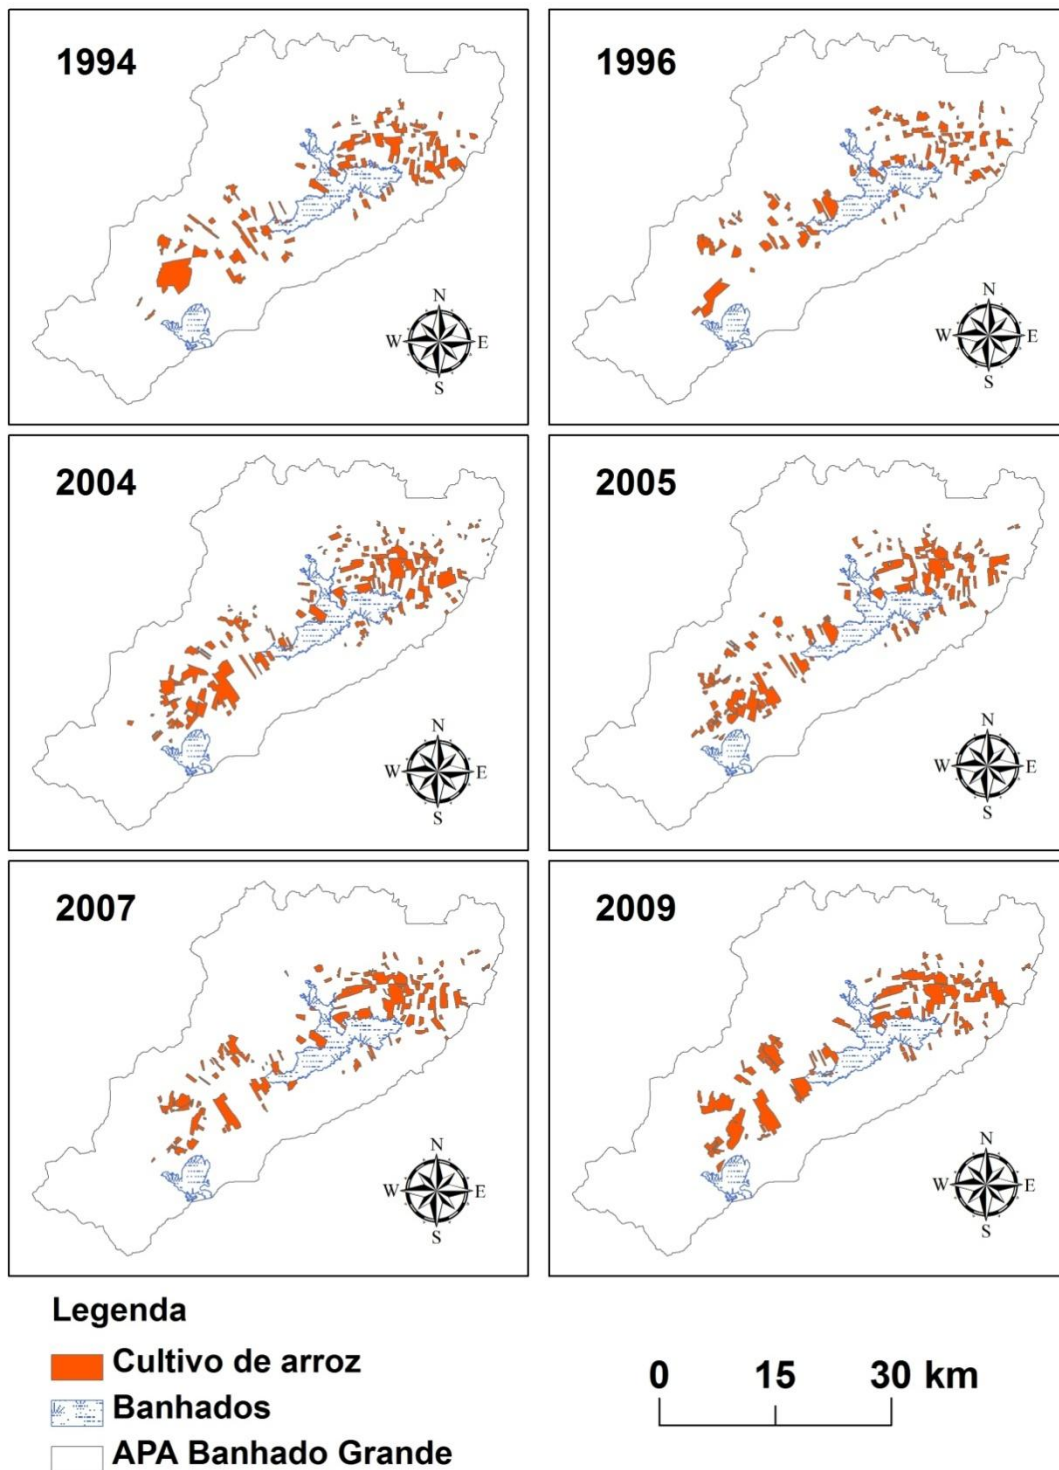 1994
N
W E
S
1996
N
W E
S
2004
N
W E
S
2005
N
W E
S
2007
N
W E
S
2009
N
W E
S
Legenda
Cultivo de arroz
Banhados
APA Banhado Grande
0 15 30 km